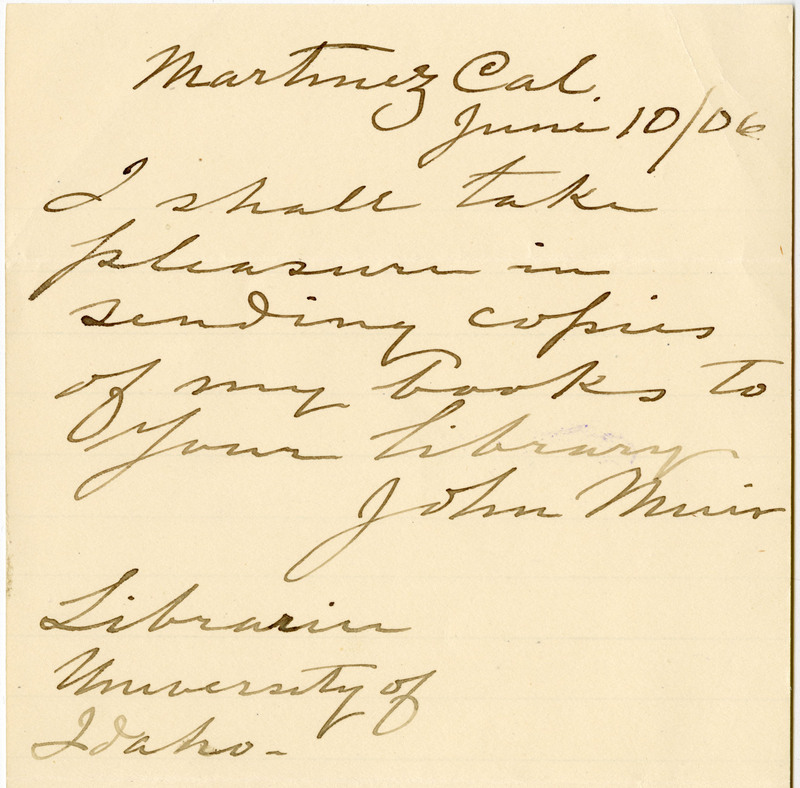 Martinez Cal.
June 10/06
I shall take
pleasure in
sending copies
of my books to
your library
John Muir
Librarian
University of
Idaho-